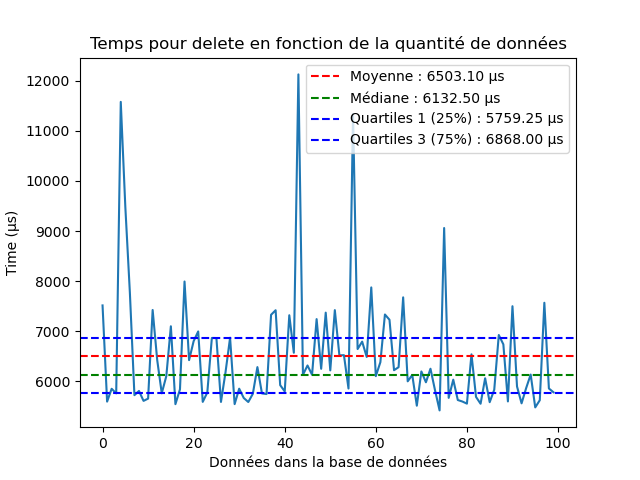 Temps pour delete en fonction de la quantité de données
Moyenne : 6503.10 µs
Médiane : 6132.50 µs
Quartiles 1 (25%) : 5759.25 µs
Quartiles 3 (75%) : 6868.00 µs
Time (µs)
12000
11000
10000
9000
8000
7000
6000
0 20 40 60 80 100
Données dans la base de données